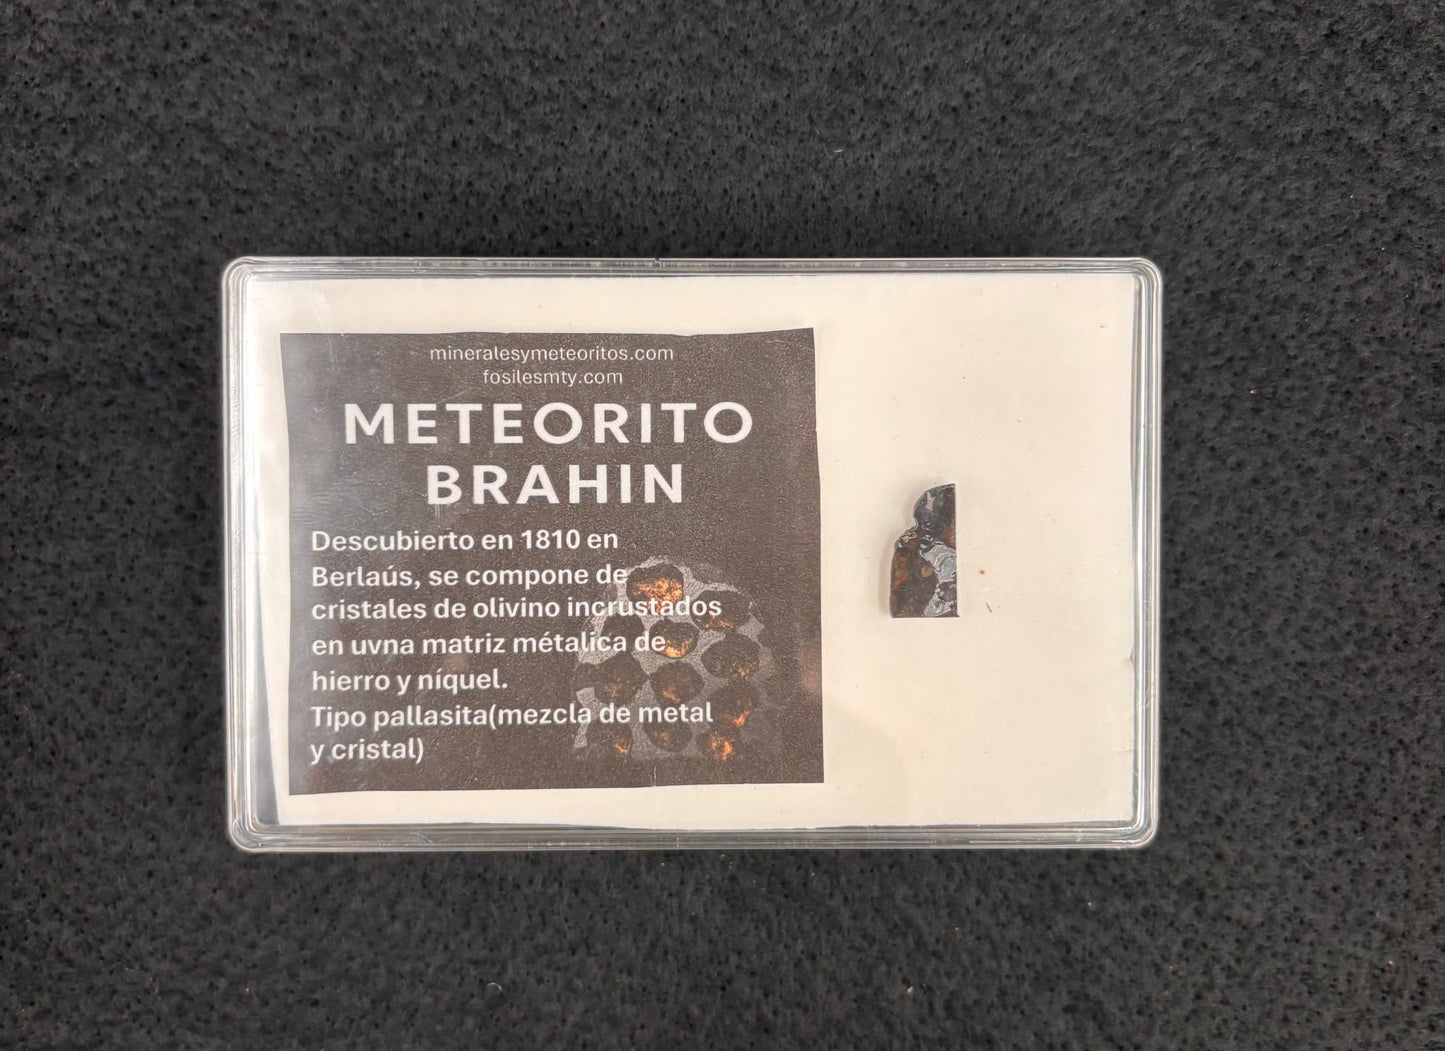 mineralesymeteoritos.com
fosilesmty.com
METEORITO
BRAHIN
Descubierto en 1810 en
Berlaús, se compone de
cristales de olivino incrustados
en uvna matriz métalica de
hierro y níquel.
Tipo pallasita(mezcla de metal
y cristal)